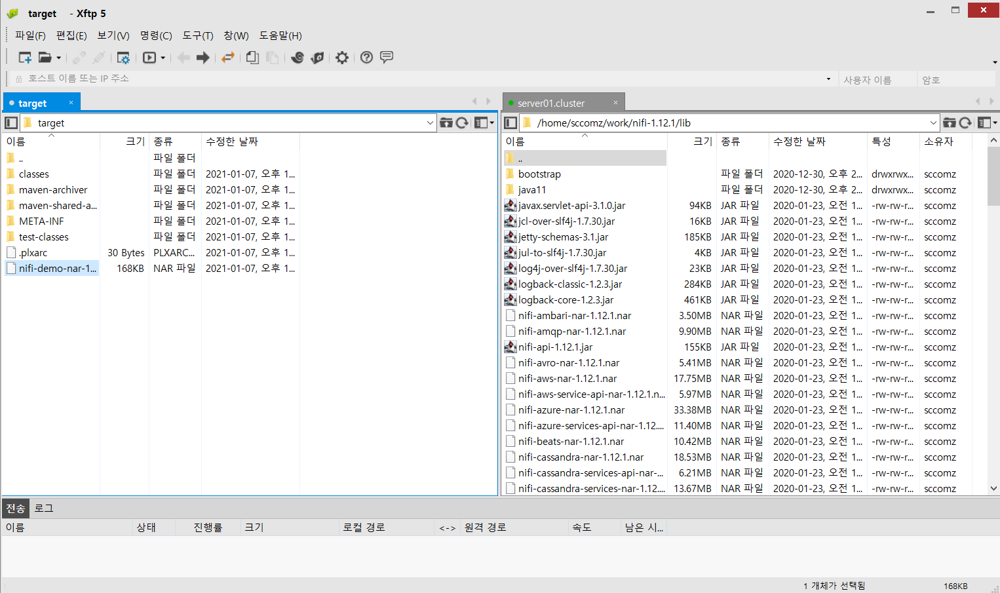 target - Xftp 5
파일(F) 편집(E) 보기(V) 명령(C) 도구(T) 창(W) 도움말(H)
호스트 이름 또는 IP 주소 사용자 이름 암호
target
target
이름 크기 종류 수정한 날짜
.. 파일 폴더
classes 파일 폴더 2021-01-07, 오후 1...
maven-archiver 파일 폴더 2021-01-07, 오후 1...
maven-shared-a... 파일 폴더 2021-01-07, 오후 1...
META-INF 파일 폴더 2021-01-07, 오후 1...
test-classes 파일 폴더 2021-01-07, 오후 1...
.plxarc 30 Bytes PLXARC... 2021-01-07, 오후 1...
nifi-demo-nar-1... 168KB NAR 파일 2021-01-07, 오후 1...
server01.cluster
/home/sccomz/work/nifi-1.12.1/lib
이름 크기 종류 수정한 날짜 특성 소유자
..
bootstrap 파일 폴더 2020-12-30, 오후 2... drwxrwx... sccomz
java11 파일 폴더 2020-12-30, 오후 2... drwxrwx... sccomz
javax.servlet-api-3.1.0.jar 94KB JAR 파일 2020-01-23, 오전 1... -rw-rw-r... sccomz
jcl-over-slf4j-1.7.30.jar 16KB JAR 파일 2020-01-23, 오전 1... -rw-rw-r... sccomz
jetty-schemas-3.1.jar 185KB JAR 파일 2020-01-23, 오전 1... -rw-rw-r... sccomz
jul-to-slf4j-1.7.30.jar 4KB JAR 파일 2020-01-23, 오전 1... -rw-rw-r... sccomz
log4j-over-slf4j-1.7.30.jar 23KB JAR 파일 2020-01-23, 오전 1... -rw-rw-r... sccomz
logback-classic-1.2.3.jar 284KB JAR 파일 2020-01-23, 오전 1... -rw-rw-r... sccomz
logback-core-1.2.3.jar 461KB JAR 파일 2020-01-23, 오전 1... -rw-rw-r... sccomz
nifi-ambari-nar-1.12.1.nar 3.50MB NAR 파일 2020-01-23, 오전 1... -rw-rw-r... sccomz
nifi-amqp-nar-1.12.1.nar 9.90MB NAR 파일 2020-01-23, 오전 1... -rw-rw-r... sccomz
nifi-api-1.12.1.jar 155KB JAR 파일 2020-01-23, 오전 1... -rw-rw-r... sccomz
nifi-avro-nar-1.12.1.nar 5.41MB NAR 파일 2020-01-23, 오전 1... -rw-rw-r... sccomz
nifi-aws-nar-1.12.1.nar 17.75MB NAR 파일 2020-01-23, 오전 1... -rw-rw-r... sccomz
nifi-aws-service-api-nar-1.12.1.n... 5.97MB NAR 파일 2020-01-23, 오전 1... -rw-rw-r... sccomz
nifi-azure-nar-1.12.1.nar 33.38MB NAR 파일 2020-01-23, 오전 1... -rw-rw-r... sccomz
nifi-azure-services-api-nar-1.12.... 11.40MB NAR 파일 2020-01-23, 오전 1... -rw-rw-r... sccomz
nifi-beats-nar-1.12.1.nar 10.42MB NAR 파일 2020-01-23, 오전 1... -rw-rw-r... sccomz
nifi-cassandra-nar-1.12.1.nar 18.53MB NAR 파일 2020-01-23, 오전 1... -rw-rw-r... sccomz
nifi-cassandra-services-api-nar-... 6.21MB NAR 파일 2020-01-23, 오전 1... -rw-rw-r... sccomz
nifi-cassandra-services-nar-1.12.... 13.67MB NAR 파일 2020-01-23, 오전 1... -rw-rw-r... sccomz
전송 로그
이름 상태 진행률 크기 로컬 경로 <-> 원격 경로 속도 남은 시...
1 개체가 선택됨 168KB